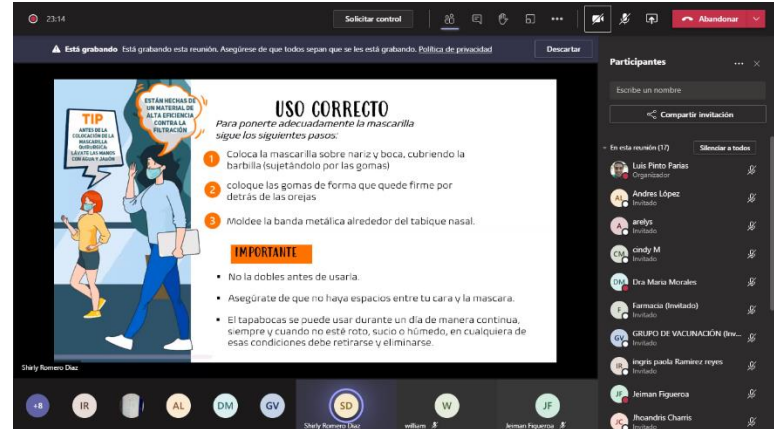 23:14
Solicitar control
Abandonar
Está grabando Está grabando esta reunión. Asegúrese de que todos sepan que se les está grabando. Política de privacidad
Descartar
TIP
ANTES DE LA
COLOCACIÓN DE LA
MASCARILLA
QUIRÚRGICA
LÁVATE LAS MANOS
CON AGUA Y JABÓN
ESTÁN HECHAS DE
UN MATERIAL DE
ALTA EFICIENCIA
CONTRA LA
FILTRACIÓN
USO CORRECTO
Para ponerte adecuadamente la mascarilla
sigue los siguientes pasos:
1 Coloca la mascarilla sobre nariz y boca, cubriendo la
barbilla (sujetándolo por las gomas)
2 coloque las gomas de forma que quede firme por
detrás de las orejas
3 Moldee la banda metálica alrededor del tabique nasal.
IMPORTANTE
No la dobles antes de usarla.
Asegúrate de que no haya espacios entre tu cara y la mascara.
El tapabocas se puede usar durante un día de manera continua,
siempre y cuando no esté roto, sucio o húmedo, en cualquiera de
esas condiciones debe retirarse y eliminarse.
Shirly Romero Diaz
+8
IR
AL
DM
GV
SD
Shirly Romero Diaz
W
william
JF
Jeiman Figueroa
Participantes
Escribe un nombre
Compartir invitación
En esta reunión (17)
Silenciar a todos
Luis Pinto Parias
Organizador
AL
Andres López
Invitado
A
arelys
Invitado
CM
cindy M
Invitado
DM
Dra Maria Morales
F
Farmacia (Invitado)
Invitado
GV
GRUPO DE VACUNACIÓN (Inv...
Invitado
IR
ingris paola Ramirez reyes
Invitado
JF
Jeiman Figueroa
JC
Jhoandris Charris
Invitado